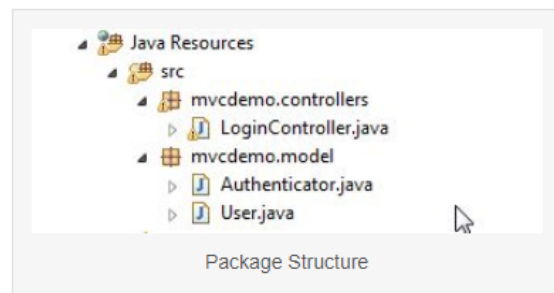 Java Resources
src
mvcdemo.controllers
LoginController.java
mvcdemo.model
Authenticator.java
User.java
Package Structure